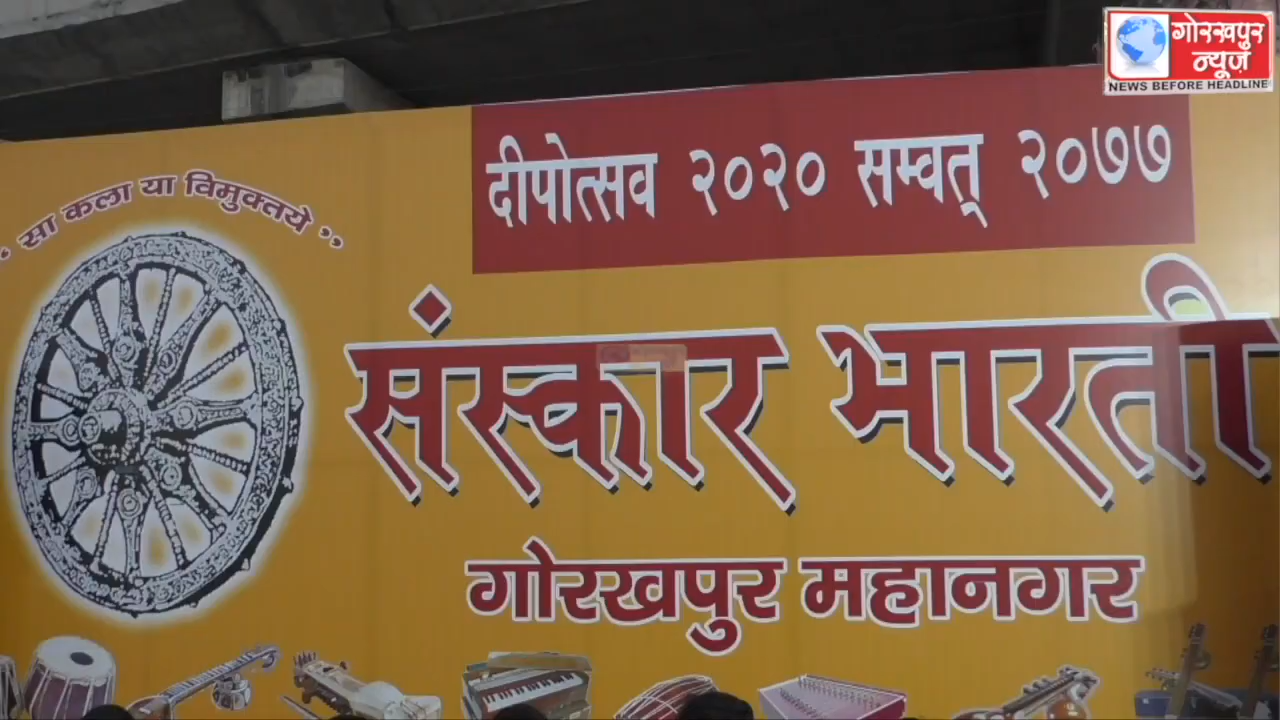 गोरखपुर
न्यूज़
NEWS BEFORE HEADLINE
दीपोत्सव २०२० सम्वत् २०७७
“ सा कला या विमुक्तये ”
संस्कार भारती
गोरखपुर महानगर